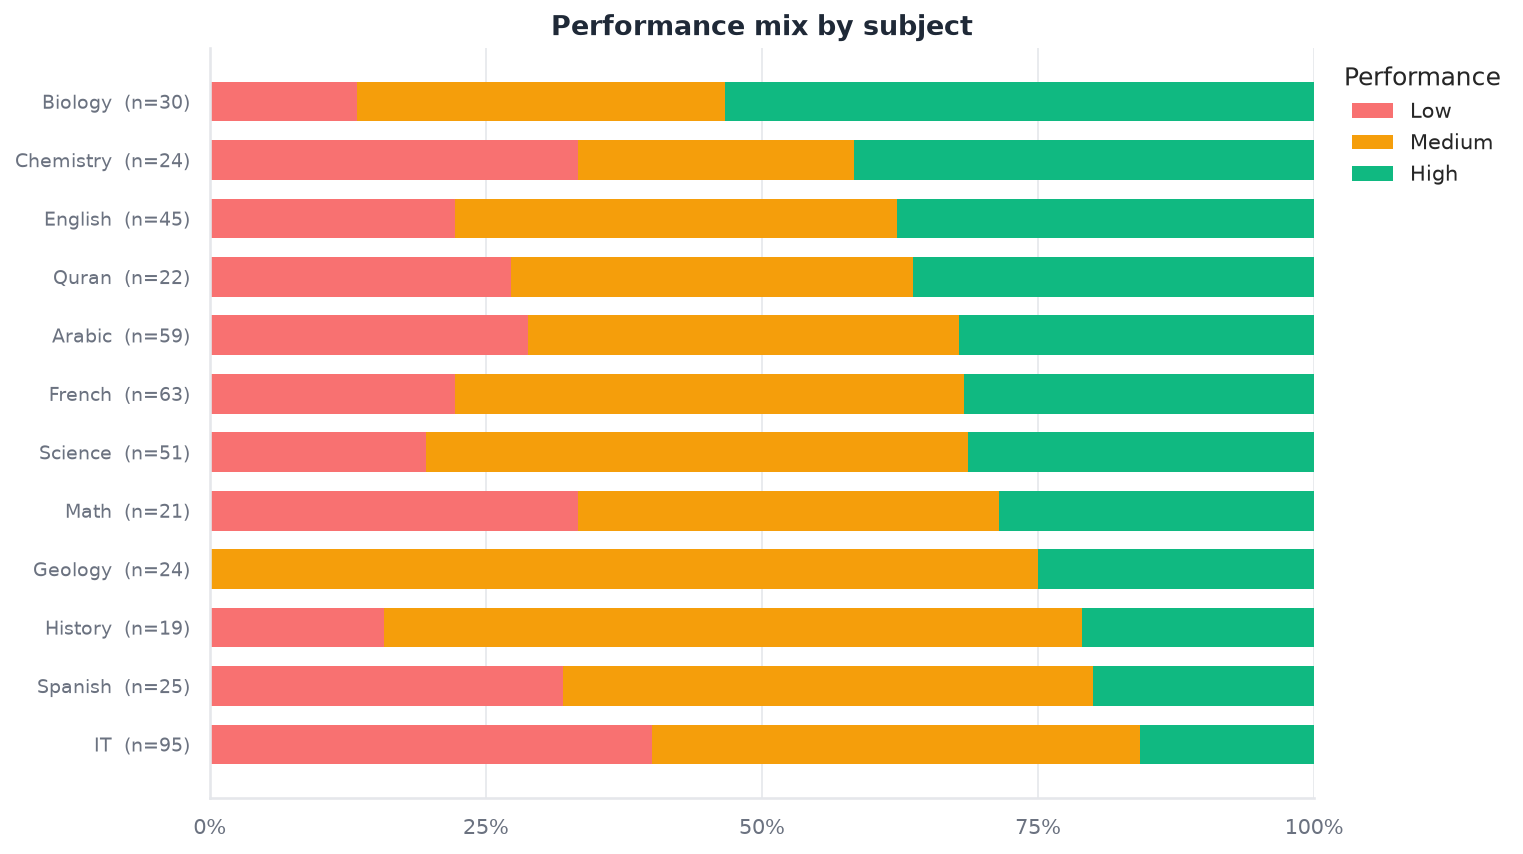 Performance mix by subject
Biology (n=30)
Chemistry (n=24)
English (n=45)
Quran (n=22)
Arabic (n=59)
French (n=63)
Science (n=51)
Math (n=21)
Geology (n=24)
History (n=19)
Spanish (n=25)
IT (n=95)
0% 25% 50% 75% 100%
Performance
Low
Medium
High